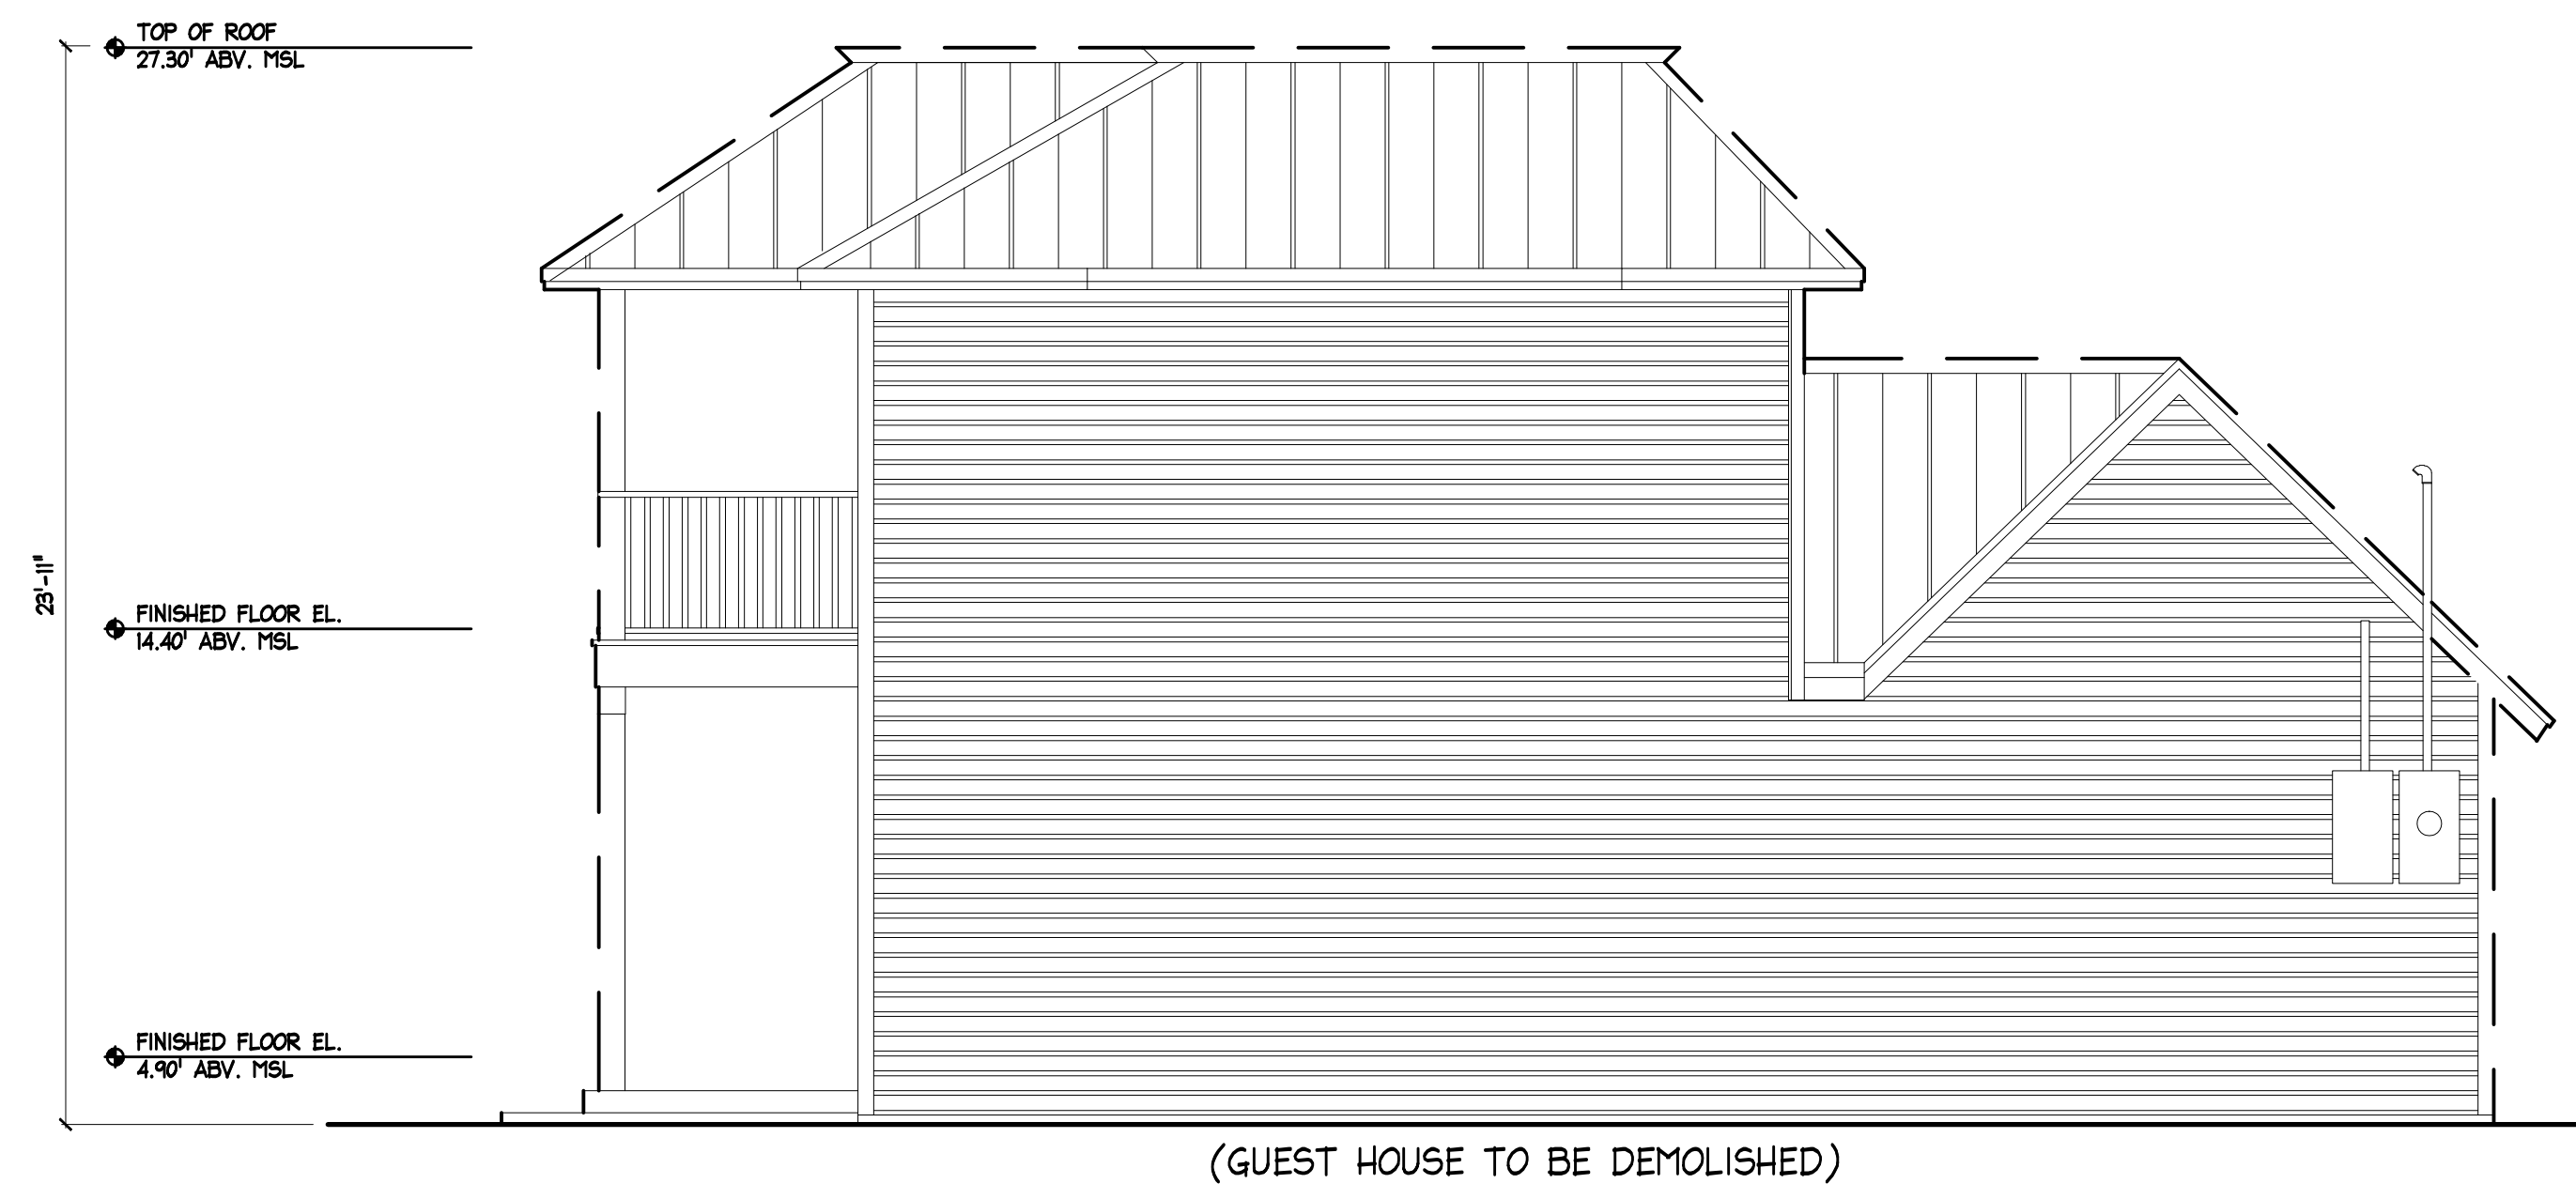 TOP OF ROOF
27.30' ABV. MSL
23'-11"
FINISHED FLOOR EL.
14.40' ABV. MSL
FINISHED FLOOR EL.
4.90' ABV. MSL
(GUEST HOUSE TO BE DEMOLISHED)